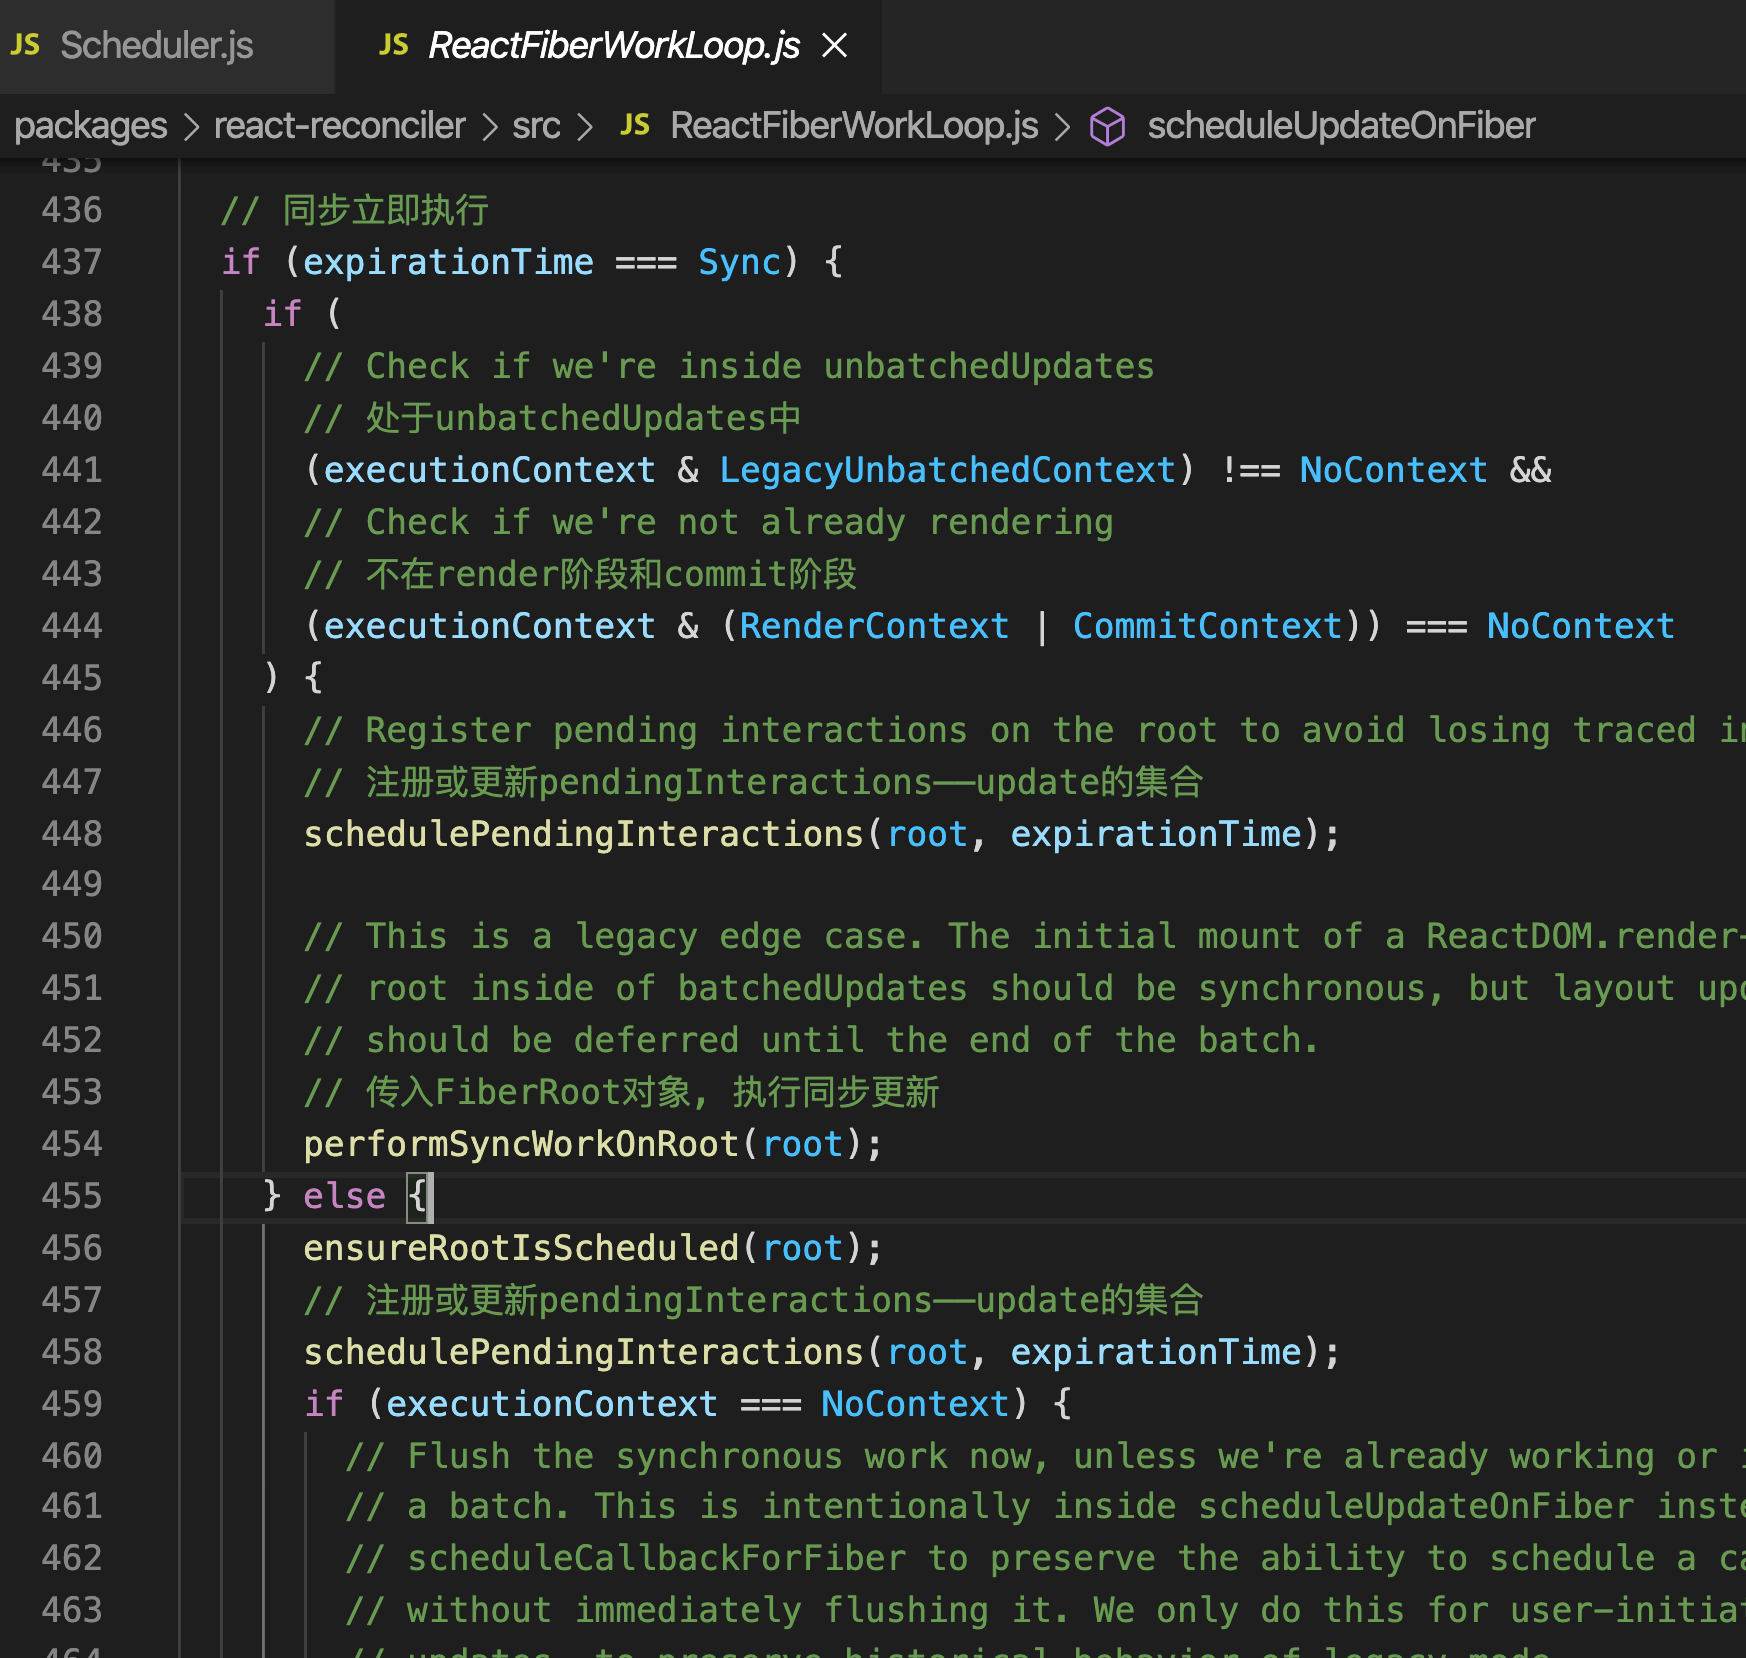 JS Scheduler.js JS ReactFiberWorkLoop.js
packages > react-reconciler > src > JS ReactFiberWorkLoop.js > scheduleUpdateOnFiber
435
436 // 同步立即执行
437 if (expirationTime === Sync) {
438 if (
439 // Check if we're inside unbatchedUpdates
440 // 处于unbatchedUpdates中
441 (executionContext & LegacyUnbatchedContext) !== NoContext &&
442 // Check if we're not already rendering
443 // 不在render阶段和commit阶段
444 (executionContext & (RenderContext | CommitContext)) === NoContext
445 ) {
446 // Register pending interactions on the root to avoid losing traced
447 // 注册或更新pendingInteractions——update的集合
448 schedulePendingInteractions(root, expirationTime);
449
450 // This is a legacy edge case. The initial mount of a ReactDOM.render-
451 // root inside of batchedUpdates should be synchronous, but layout
452 // should be deferred until the end of the batch.
453 // 传入FiberRoot对象, 执行同步更新
454 performSyncWorkOnRoot(root);
455 } else {
456 ensureRootIsScheduled(root);
457 // 注册或更新pendingInteractions——update的集合
458 schedulePendingInteractions(root, expirationTime);
459 if (executionContext === NoContext) {
460 // Flush the synchronous work now, unless we're already working or
461 // a batch. This is intentionally inside scheduleUpdateOnFiber
462 // scheduleCallbackForFiber to preserve the ability to schedule a
463 // without immediately flushing it. We only do this for
464 // updates, to preserve historical behavior of legacy mode